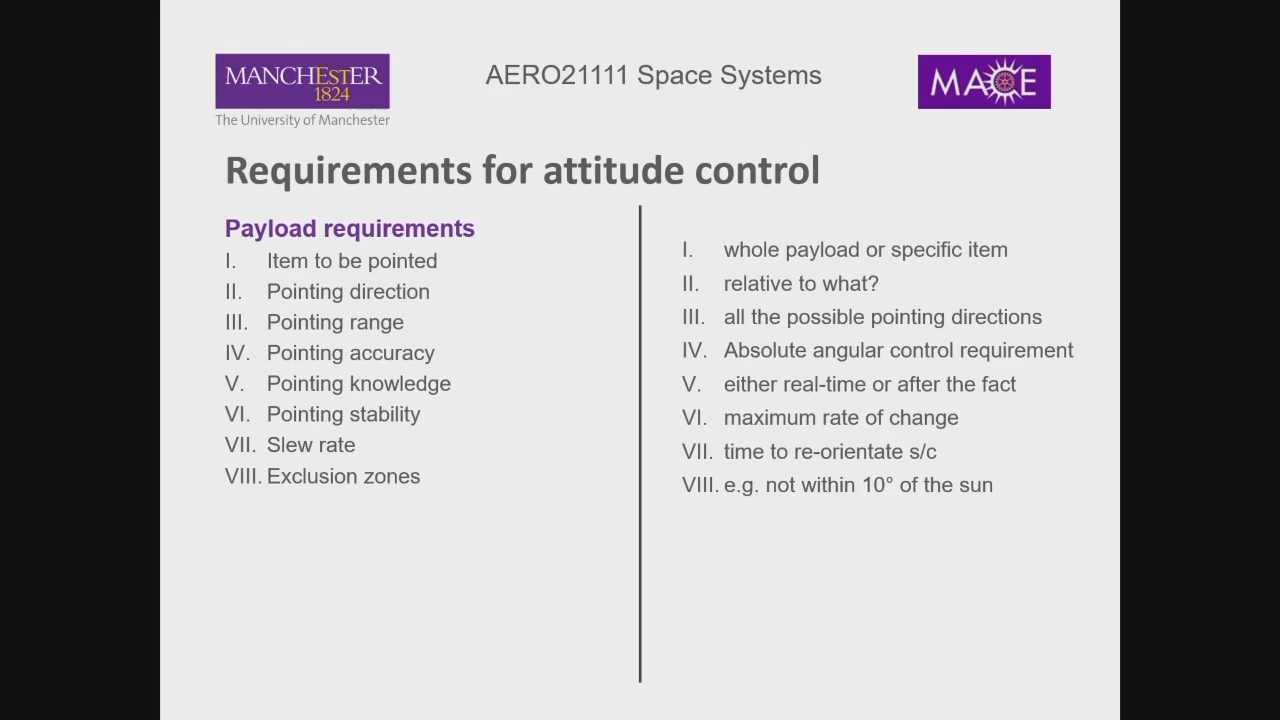 MANCHESTER
1824
The University of Manchester
AERO21111 Space Systems
MACE
Requirements for attitude control
Payload requirements
I. Item to be pointed
II. Pointing direction
III. Pointing range
IV. Pointing accuracy
V. Pointing knowledge
VI. Pointing stability
VII. Slew rate
VIII. Exclusion zones
I. whole payload or specific item
II. relative to what?
III. all the possible pointing directions
IV. Absolute angular control requirement
V. either real-time or after the fact
VI. maximum rate of change
VII. time to re-orientate s/c
VIII. e.g. not within 10° of the sun